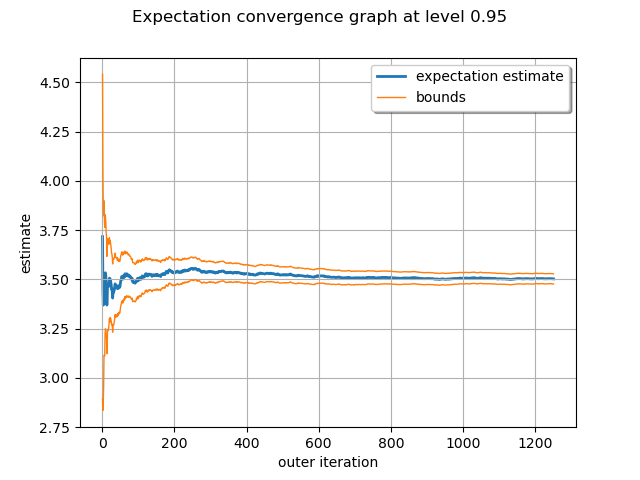 Expectation convergence graph at level 0.95
expectation estimate
bounds
4.50
4.25
4.00
3.75
3.50
3.25
3.00
2.75
estimate
0 200 400 600 800 1000 1200
outer iteration